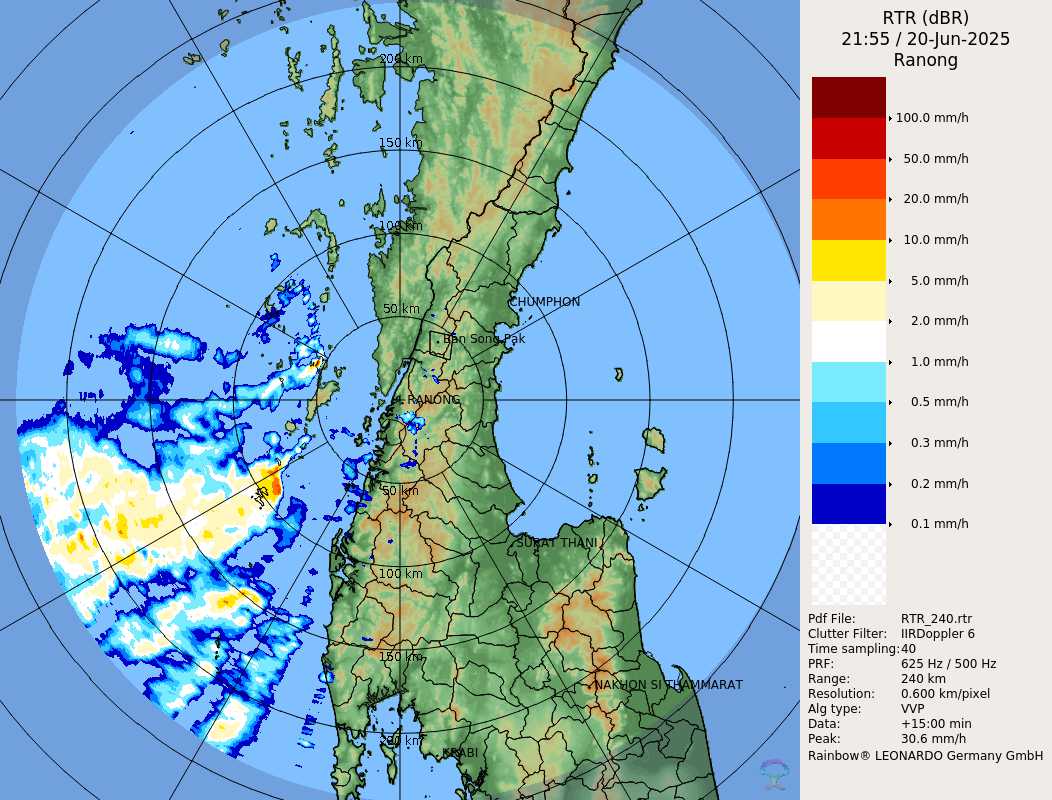 RTR (dBR)
21:55 / 20-Jun-2025
Ranong
100.0 mm/h
50.0 mm/h
20.0 mm/h
10.0 mm/h
5.0 mm/h
2.0 mm/h
1.0 mm/h
0.5 mm/h
0.3 mm/h
0.2 mm/h
0.1 mm/h
Pdf File: RTR_240.rtr
Clutter Filter: IIRDoppler 6
Time sampling:40
PRF: 625 Hz / 500 Hz
Range: 240 km
Resolution: 0.600 km/pixel
Alg type: VVP
Data: +15:00 min
Peak: 30.6 mm/h
Rainbow® LEONARDO Germany GmbH
200 km
150 km
100 km
CHUMPHON
50 km
Ban Song Pak
RANONG
50 km
SURAT THANI
100 km
150 km
NAKHON SI THAMMARAT
200 km
KRABI